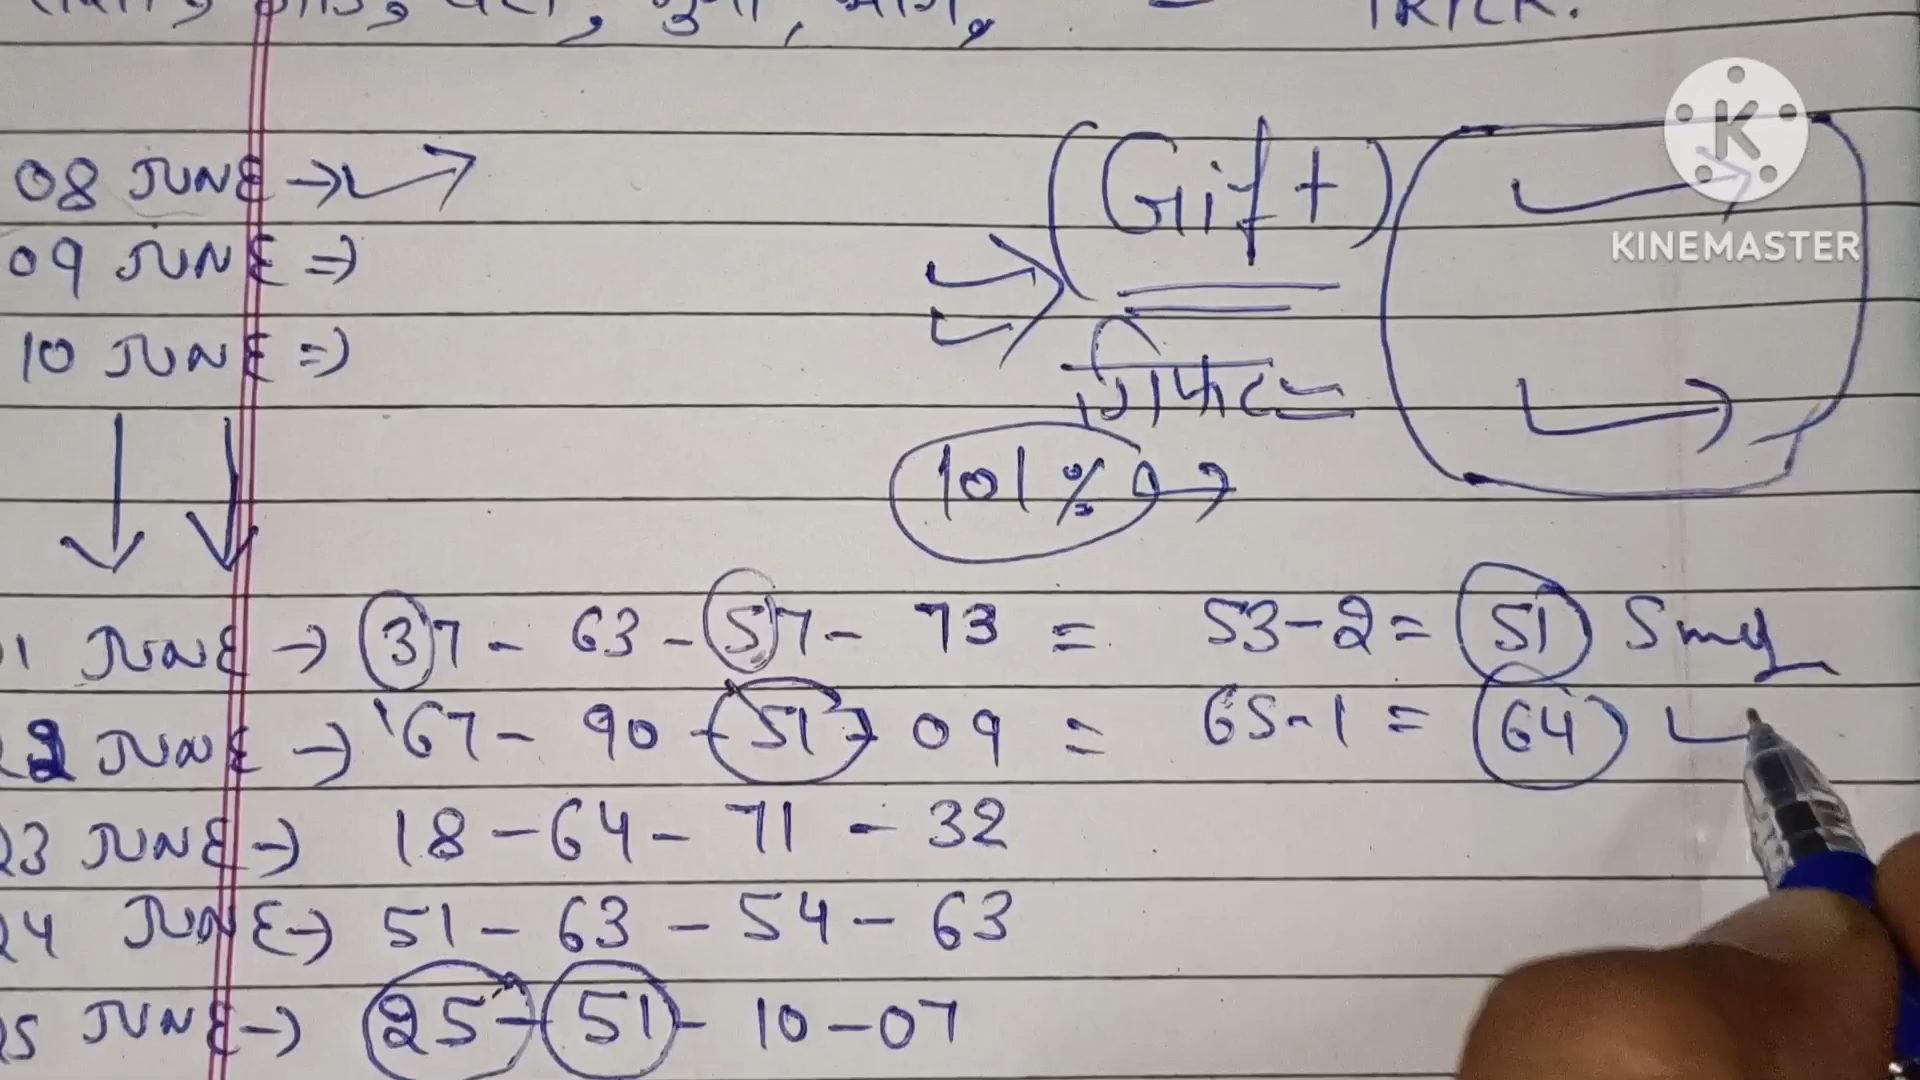 TRICK.
08 JUNE →
(Gift)
KINEMASTER
09 JUNE ⇒
10 JUNE ⇒
गिफ्ट =
101%
1 JUNE → 37 - 63 - 57 - 73 = 53-2= 51
22 JUNE → 67 - 90 - 51 - 09 = 65-1 = 64
23 JUNE → 18 - 64 - 71 - 32
24 JUNE → 51 - 63 - 54 - 63
25 JUNE → 25 - 51 - 10 - 07